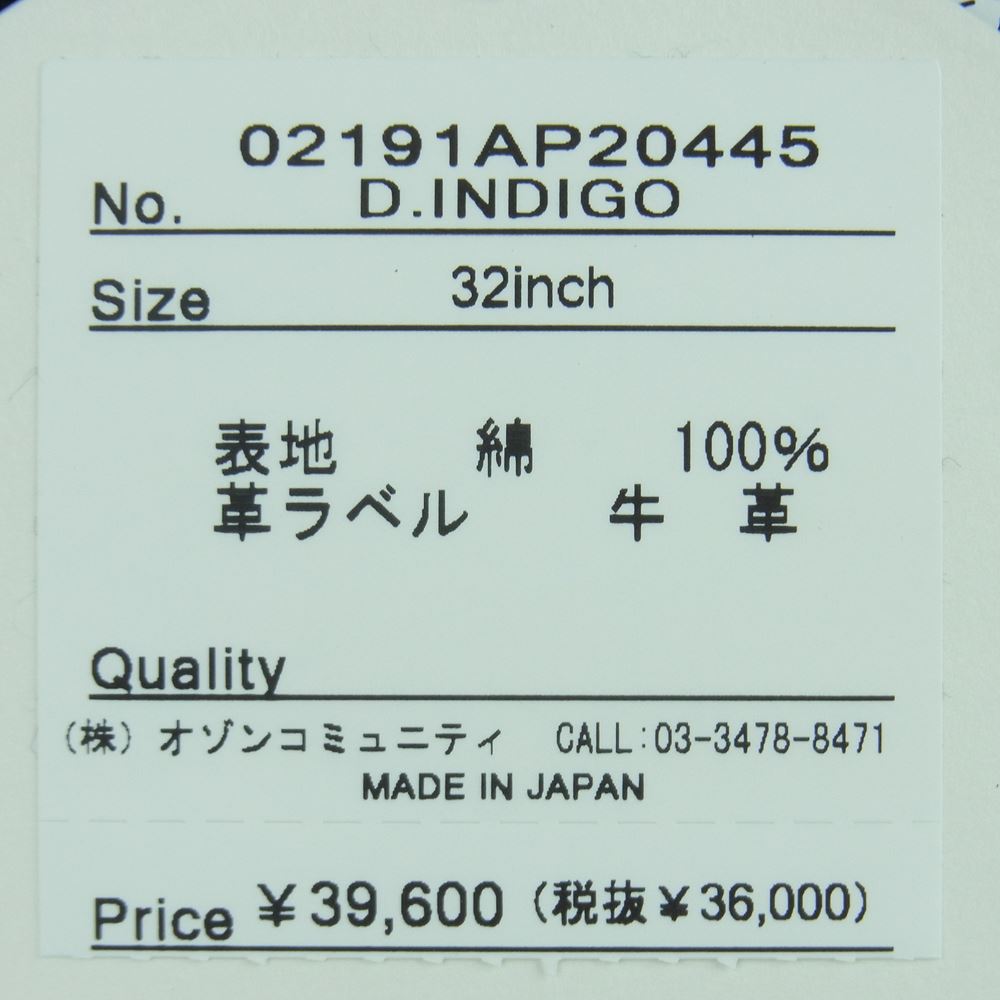 02191AP20445
No. D.INDIGO
Size 32inch
表地 綿 100%
革ラベル 牛 革
Quality
（株）オゾンコミュニティ CALL:03-3478-8471
MADE IN JAPAN
Price ¥39,600（税抜¥36,000）